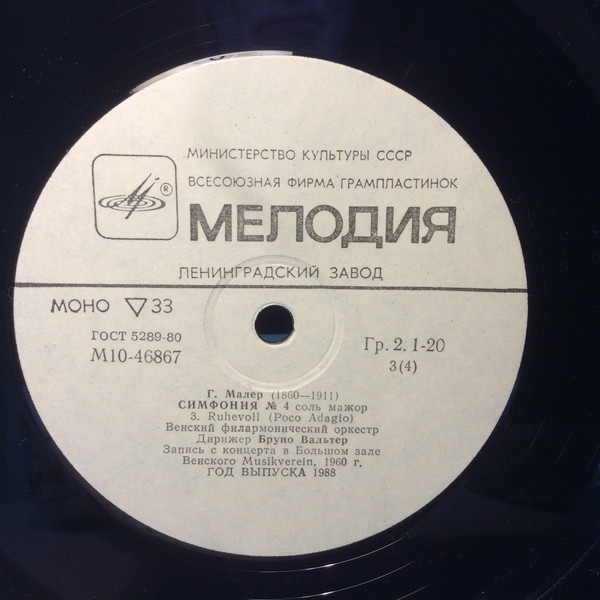 МИНИСТЕРСТВО КУЛЬТУРЫ СССР
ВСЕСОЮЗНАЯ ФИРМА ГРАМПЛАСТИНОК
®
МЕЛОДИЯ
ЛЕНИНГРАДСКИЙ ЗАВОД
МОНО ▽ 33
ГОСТ 5289-80
М10-46867
Гр. 2. 1-20
3(4)
Г. Малер (1860—1911)
СИМФОНИЯ № 4 соль мажор
3. Ruhevoll (Poco Adagio)
Венский филармонический оркестр
Дирижер Бруно Вальтер
Запись с концерта в Большом зале
Венского Musikverein, 1960 г.
ГОД ВЫПУСКА 1988